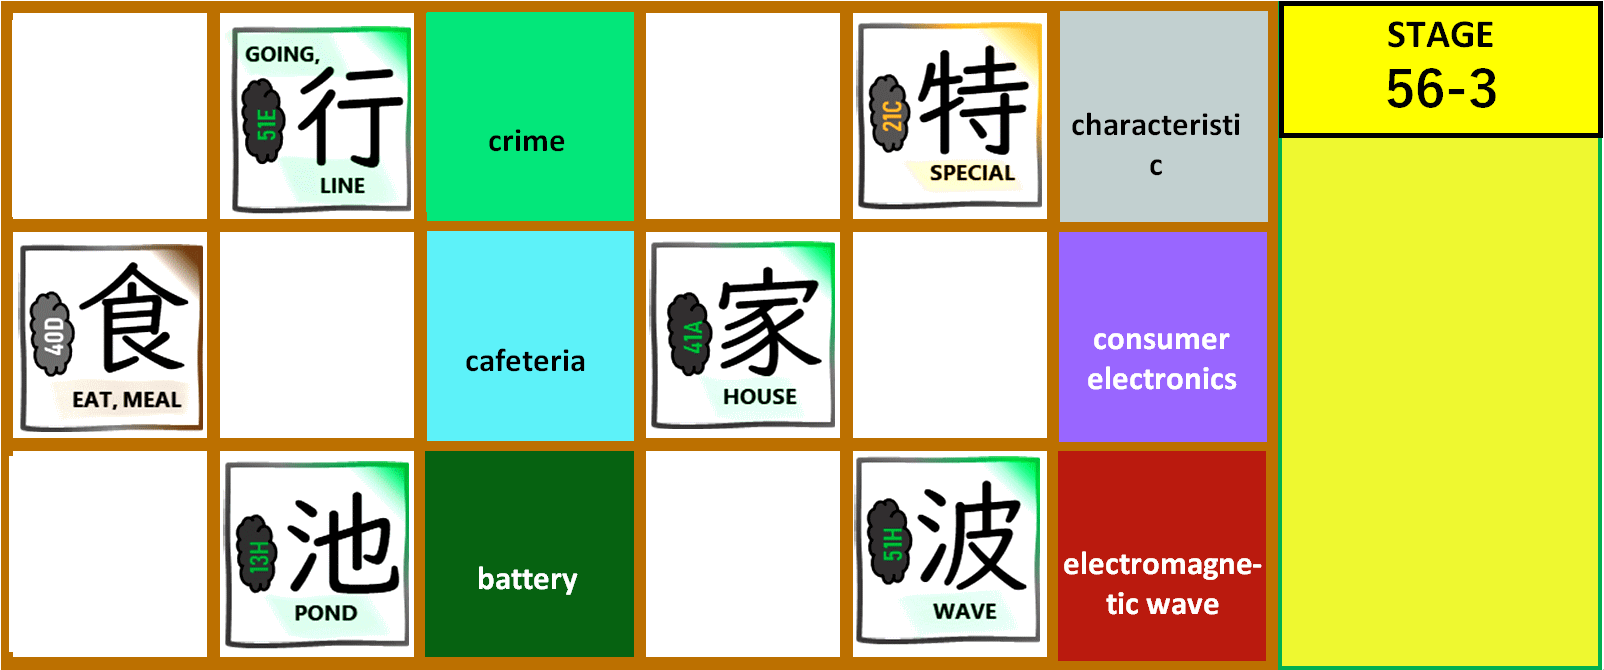 GOING,
51E
行
LINE
crime
21C
特
SPECIAL
characteristi
c
STAGE
56-3
40D
食
EAT, MEAL
cafeteria
41A
家
HOUSE
consumer
electronics
13H
池
POND
battery
51H
波
WAVE
electromagne-
tic wave